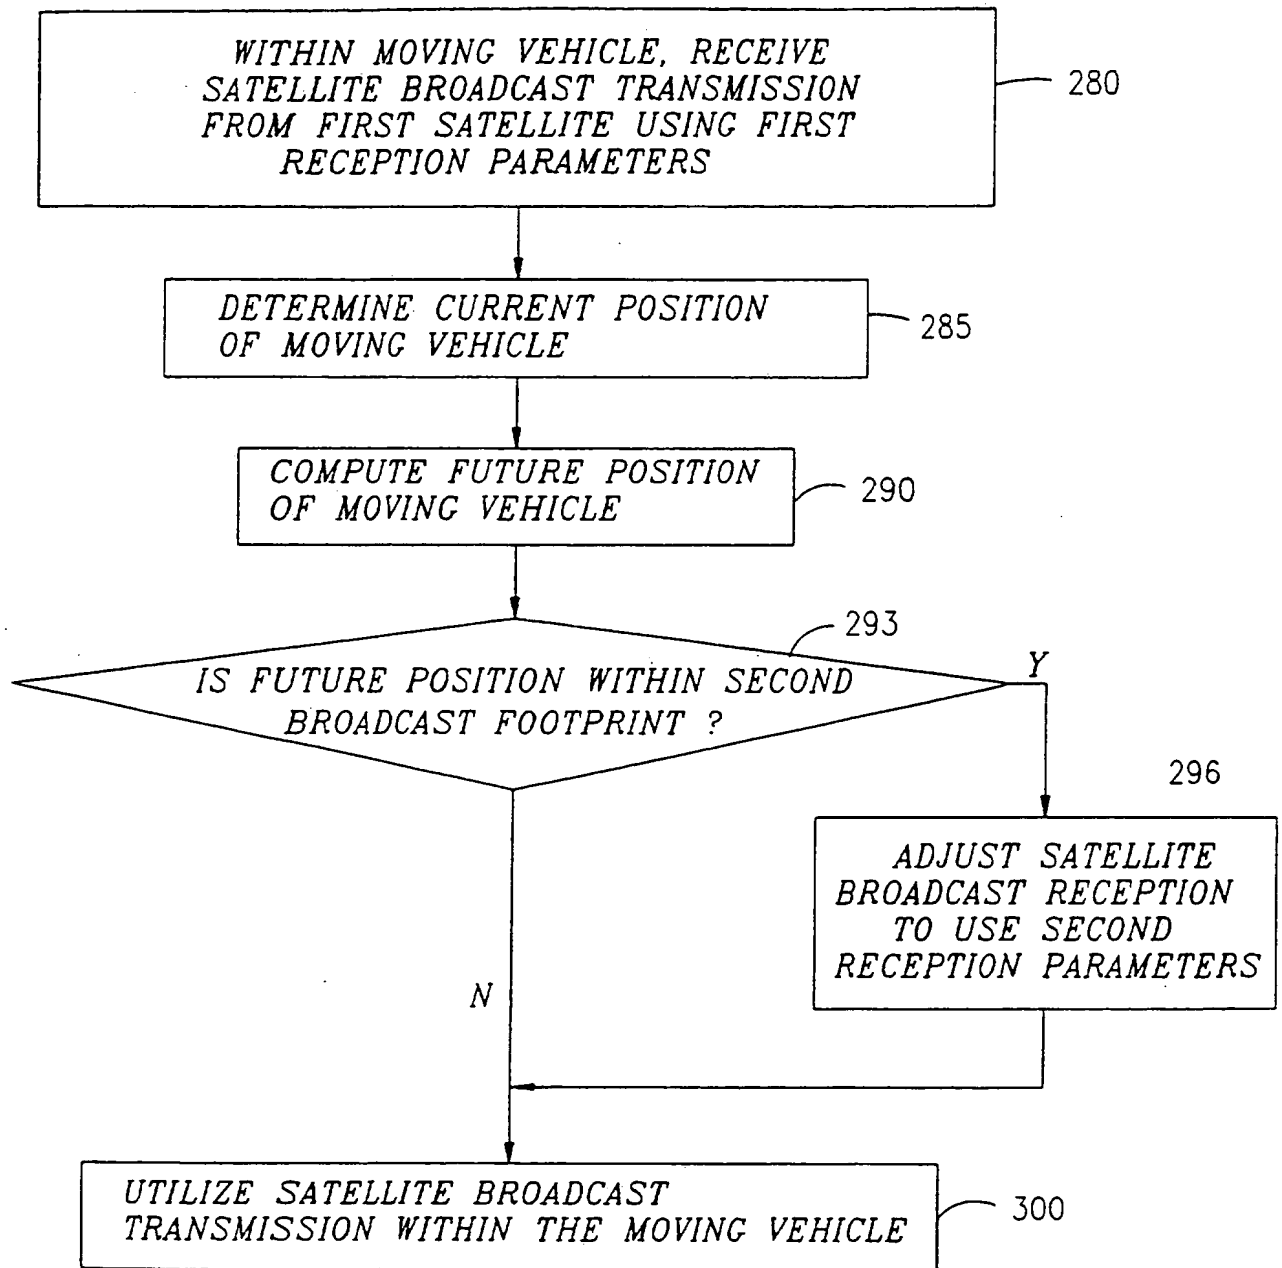 WITHIN MOVING VEHICLE, RECEIVE
SATELLITE BROADCAST TRANSMISSION
FROM FIRST SATELLITE USING FIRST
RECEPTION PARAMETERS
280
DETERMINE CURRENT POSITION
OF MOVING VEHICLE
285
COMPUTE FUTURE POSITION
OF MOVING VEHICLE
290
293
IS FUTURE POSITION WITHIN SECOND
BROADCAST FOOTPRINT ?
Y
296
ADJUST SATELLITE
BROADCAST RECEPTION
TO USE SECOND
RECEPTION PARAMETERS
N
UTILIZE SATELLITE BROADCAST
TRANSMISSION WITHIN THE MOVING VEHICLE
300